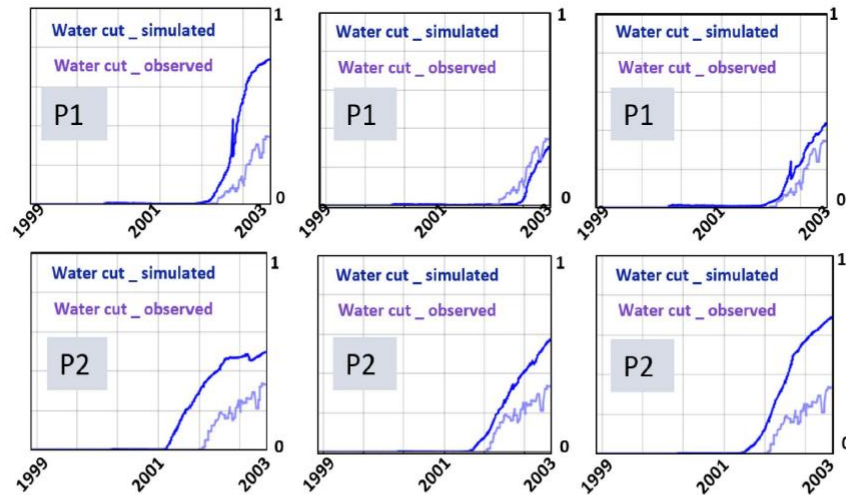 1
Water cut _ simulated
Water cut _ observed
P1
0
1999
2001
2003
1
Water cut _ simulated
Water cut _ observed
P1
0
1999
2001
2003
1
Water cut _ simulated
Water cut _ observed
P1
0
1999
2001
2003
1
Water cut _ simulated
Water cut _ observed
P2
0
1999
2001
2003
1
Water cut _ simulated
Water cut _ observed
P2
0
1999
2001
2003
1
Water cut _ simulated
Water cut _ observed
P2
0
1999
2001
2003